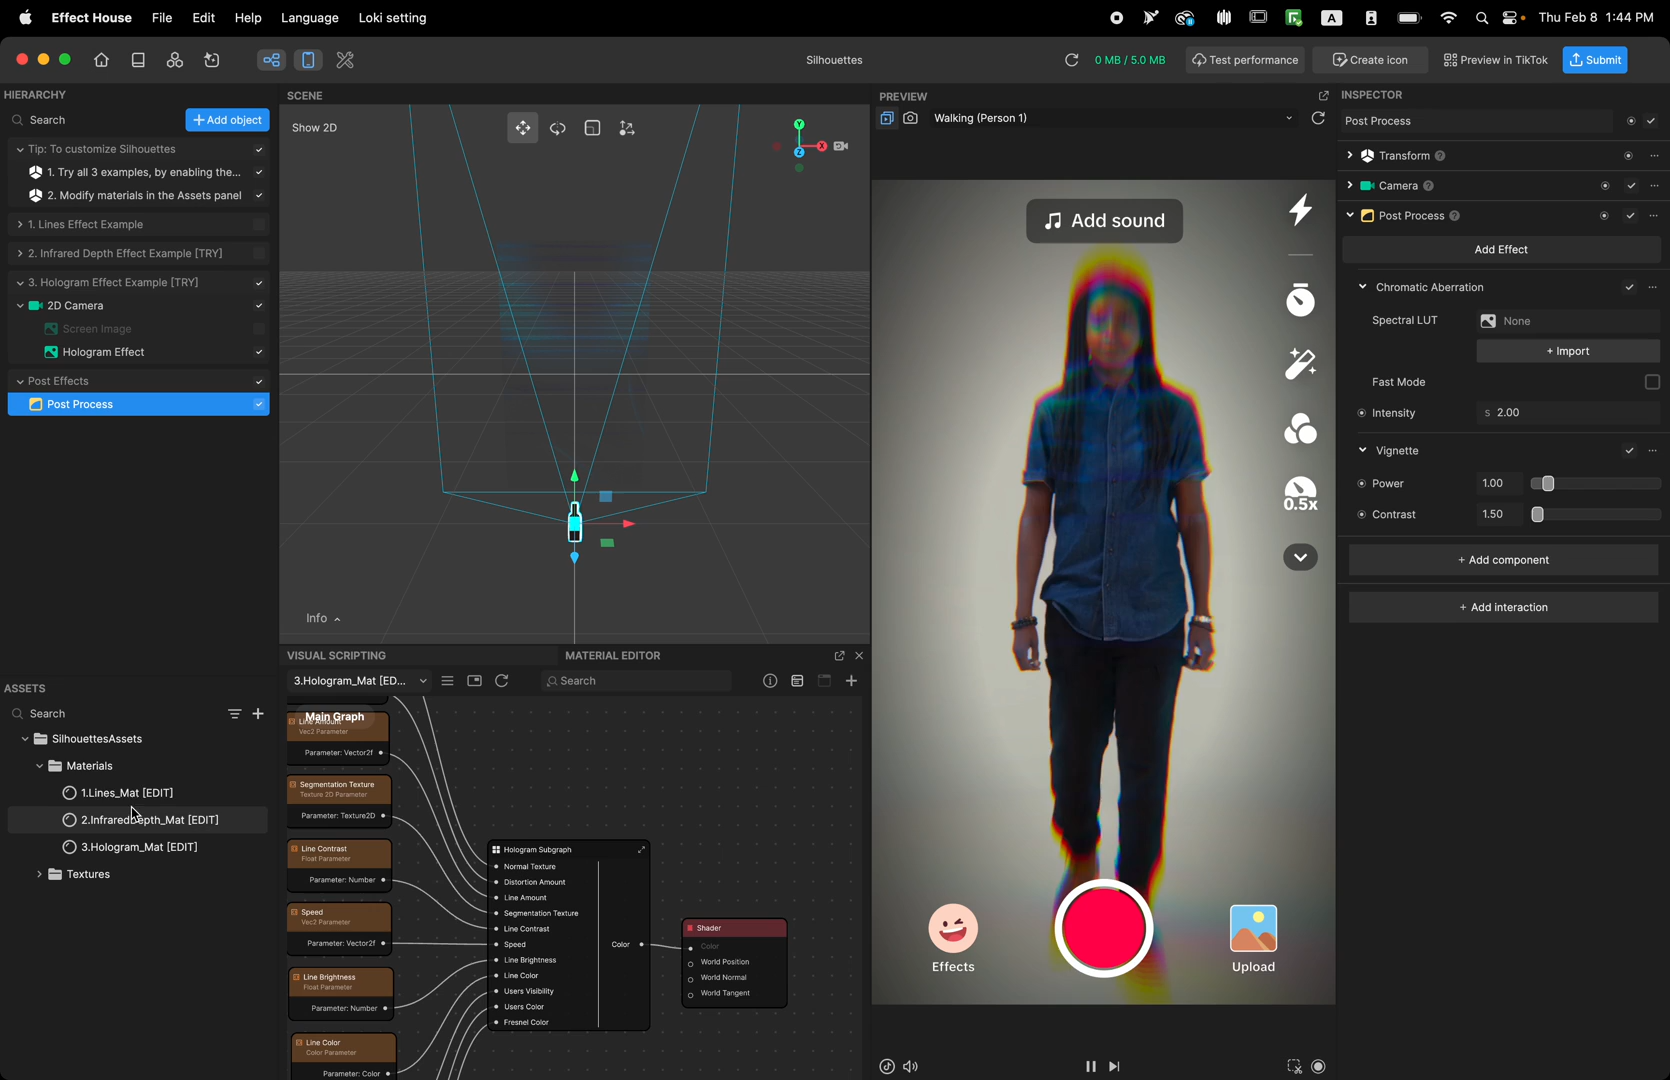 Effect House File Edit Help Language Loki setting
A Thu Feb 8 1:44 PM
Silhouettes
0 MB / 5.0 MB
Test performance
Create icon
Preview in TikTok
Submit
HIERARCHY
Search
Add object
Tip: To customize Silhouettes
1. Try all 3 examples, by enabling the...
2. Modify materials in the Assets panel
1. Lines Effect Example
2. Infrared Depth Effect Example [TRY]
3. Hologram Effect Example [TRY]
2D Camera
Screen Image
Hologram Effect
Post Effects
Post Process
ASSETS
Search
SilhouettesAssets
Materials
1.Lines_Mat [EDIT]
2.InfraredDepth_Mat [EDIT]
3.Hologram_Mat [EDIT]
Textures
SCENE
Show 2D
Y
X
Z
Info
VISUAL SCRIPTING
MATERIAL EDITOR
3.Hologram_Mat [ED...
Search
Main Graph
Line Amount
Vec2 Parameter
Parameter: Vector2f
Segmentation Texture
Texture 2D Parameter
Parameter: Texture2D
Line Contrast
Float Parameter
Parameter: Number
Speed
Vec2 Parameter
Parameter: Vector2f
Line Brightness
Float Parameter
Parameter: Number
Line Color
Color Parameter
Parameter: Color
Hologram Subgraph
Normal Texture
Distortion Amount
Line Amount
Segmentation Texture
Line Contrast
Speed
Color
Line Brightness
Line Color
Users Visibility
Users Color
Fresnel Color
Shader
Color
World Position
World Normal
World Tangent
PREVIEW
Walking (Person 1)
Add sound
0.5x
Effects
Upload
INSPECTOR
Post Process
Transform
Camera
Post Process
Add Effect
Chromatic Aberration
Spectral LUT None
+ Import
Fast Mode
Intensity S 2.00
Vignette
Power 1.00
Contrast 1.50
+ Add component
+ Add interaction